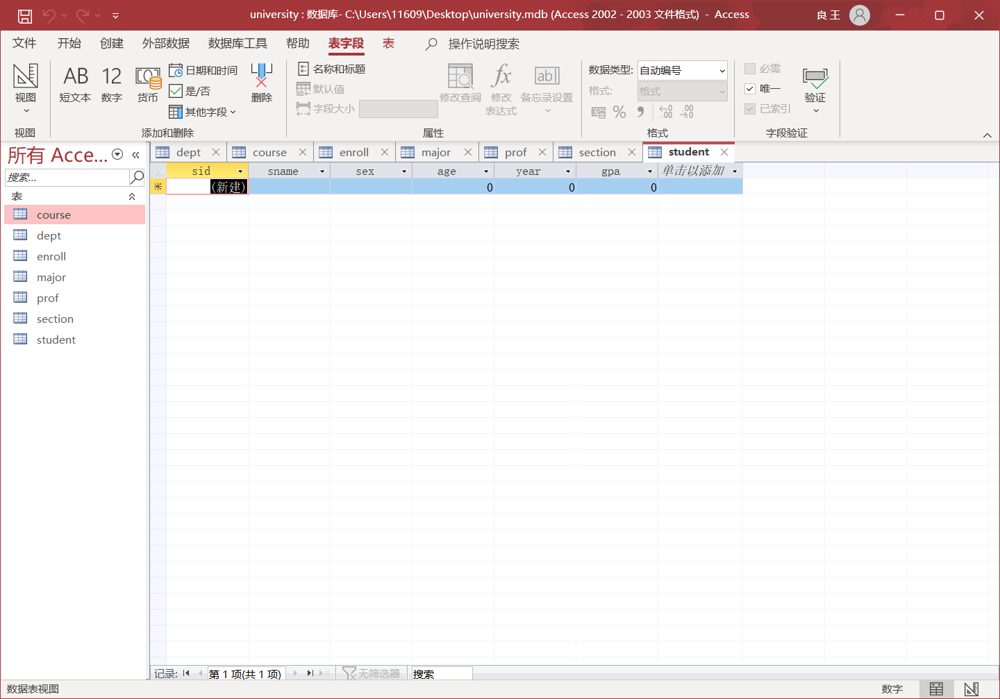 university : 数据库- C:\Users\11609\Desktop\university.mdb (Access 2002 - 2003 文件格式) - Access
良 王
文件 开始 创建 外部数据 数据库工具 帮助 表字段 表 操作说明搜索
视图
AB 短文本
12 数字
货币
日期和时间
是/否
其他字段
删除
名称和标题
默认值
字段大小
修改查阅
fx 修改
表达式
ab| 备忘录设置
数据类型: 自动编号
格式: 格式
% , .00 .00
必需
唯一
已索引
验证
视图 添加和删除 属性 格式 字段验证
所有 Acce...
搜索...
表
course
dept
enroll
major
prof
section
student
dept course enroll major prof section student
sid sname sex age year gpa 单击以添加
(新建) 0 0 0
记录: 第 1 项(共 1 项) 无筛选器 搜索
数据表视图 数字